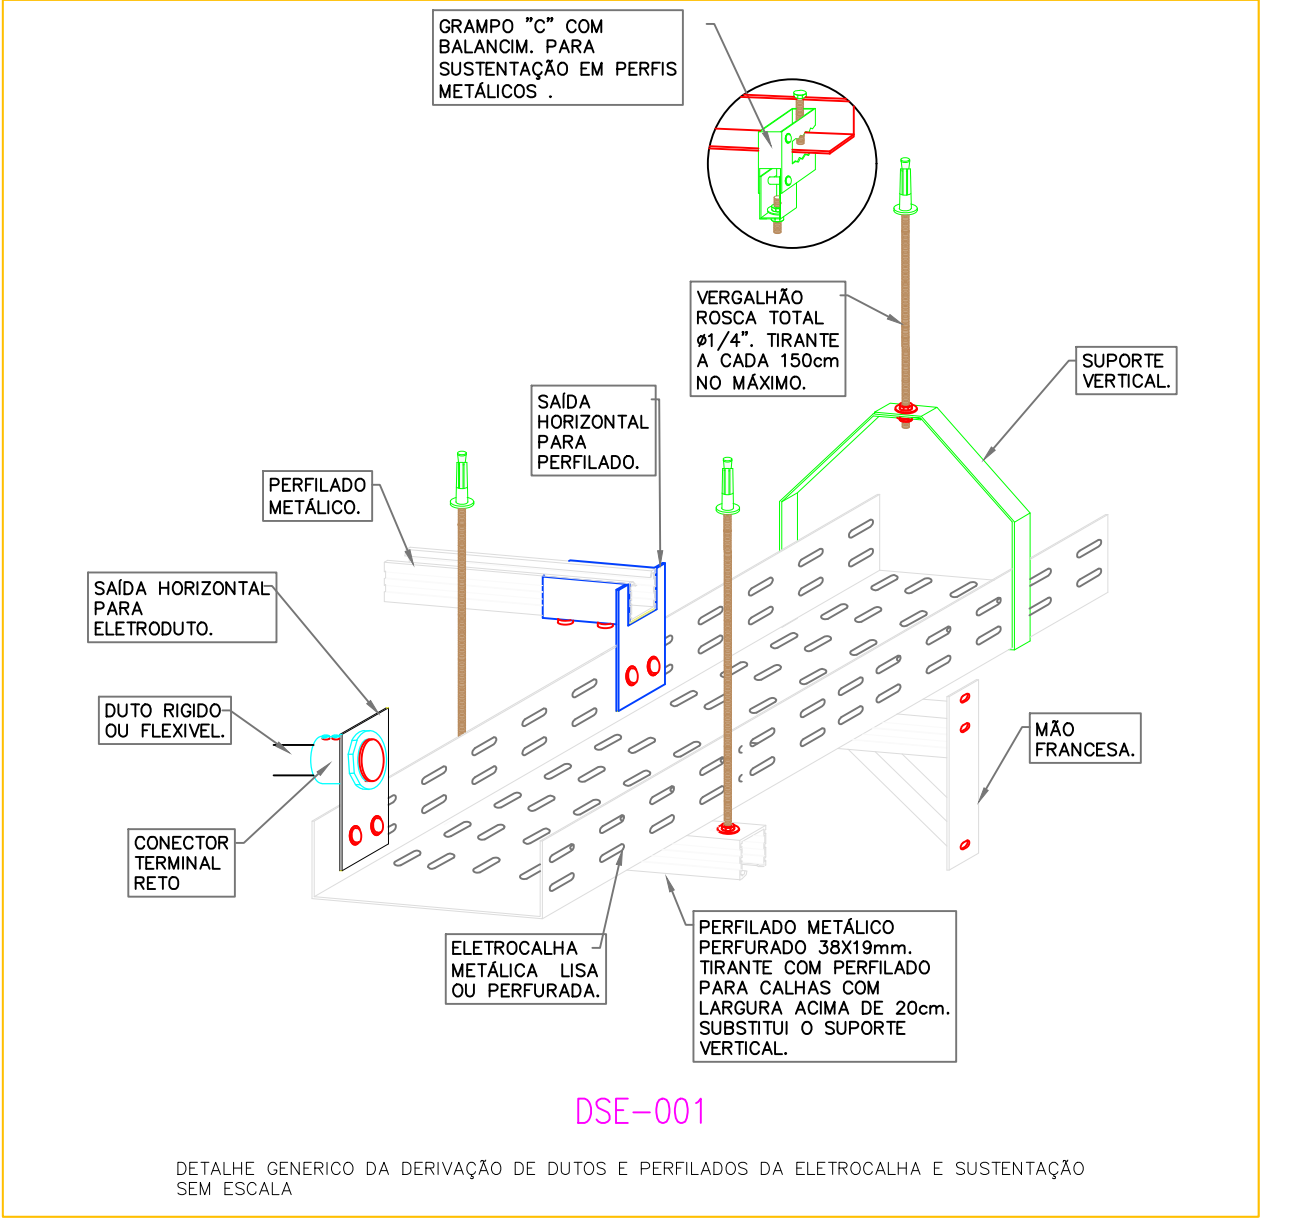 GRAMPO "C" COM
BALANCIM. PARA
SUSTENTAÇÃO EM PERFIS
METÁLICOS .
VERGALHÃO
ROSCA TOTAL
ø1/4". TIRANTE
A CADA 150cm
NO MÁXIMO.
SUPORTE
VERTICAL.
SAÍDA
HORIZONTAL
PARA
PERFILADO.
PERFILADO
METÁLICO.
SAÍDA HORIZONTAL
PARA
ELETRODUTO.
DUTO RIGIDO
OU FLEXIVEL.
MÃO
FRANCESA.
CONECTOR
TERMINAL
RETO
ELETROCALHA
METÁLICA  LISA
OU PERFURADA.
PERFILADO METÁLICO
PERFURADO 38X19mm.
TIRANTE COM PERFILADO
PARA CALHAS COM
LARGURA ACIMA DE 20cm.
SUBSTITUI O SUPORTE
VERTICAL.
DSE-001
DETALHE GENERICO DA DERIVAÇÃO DE DUTOS E PERFILADOS DA ELETROCALHA E SUSTENTAÇÃO
SEM ESCALA